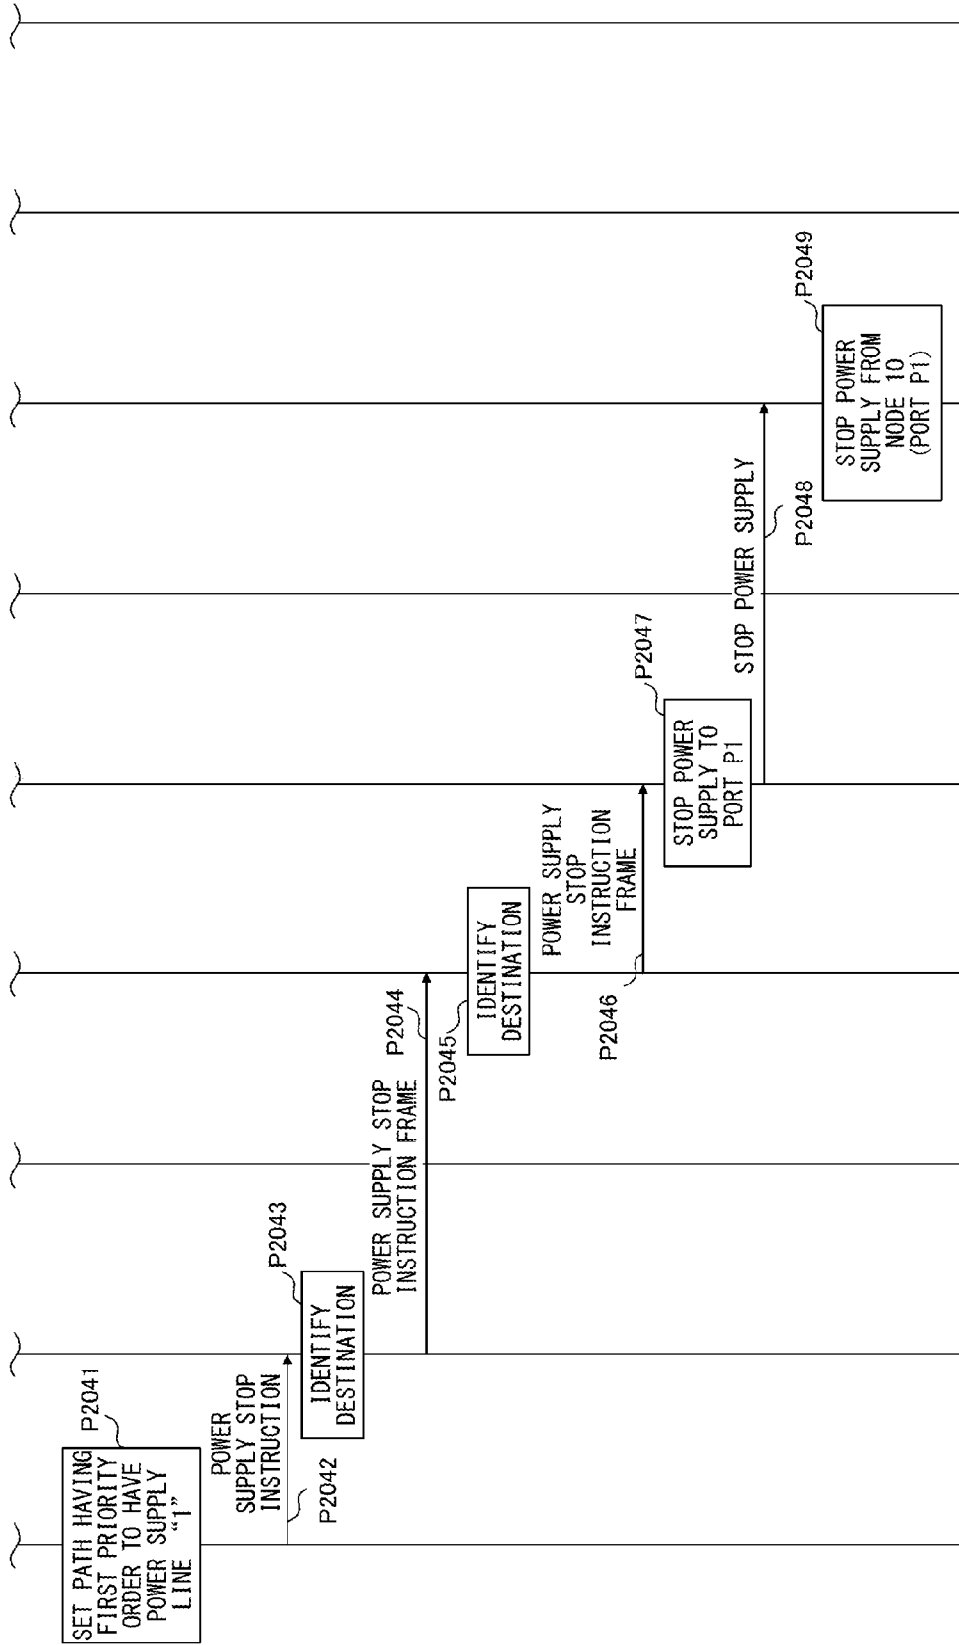 SET PATH HAVING
FIRST PRIORITY
ORDER TO HAVE
POWER SUPPLY
LINE “1”
P2041
POWER
SUPPLY STOP
INSTRUCTION
P2042
IDENTIFY
DESTINATION
P2043
POWER SUPPLY STOP
INSTRUCTION FRAME
P2044
P2045
IDENTIFY
DESTINATION
POWER SUPPLY
STOP
INSTRUCTION
FRAME
P2046
STOP POWER
SUPPLY TO
PORT P1
P2047
STOP POWER SUPPLY
P2048
STOP POWER
SUPPLY FROM
NODE 10
(PORT P1)
P2049